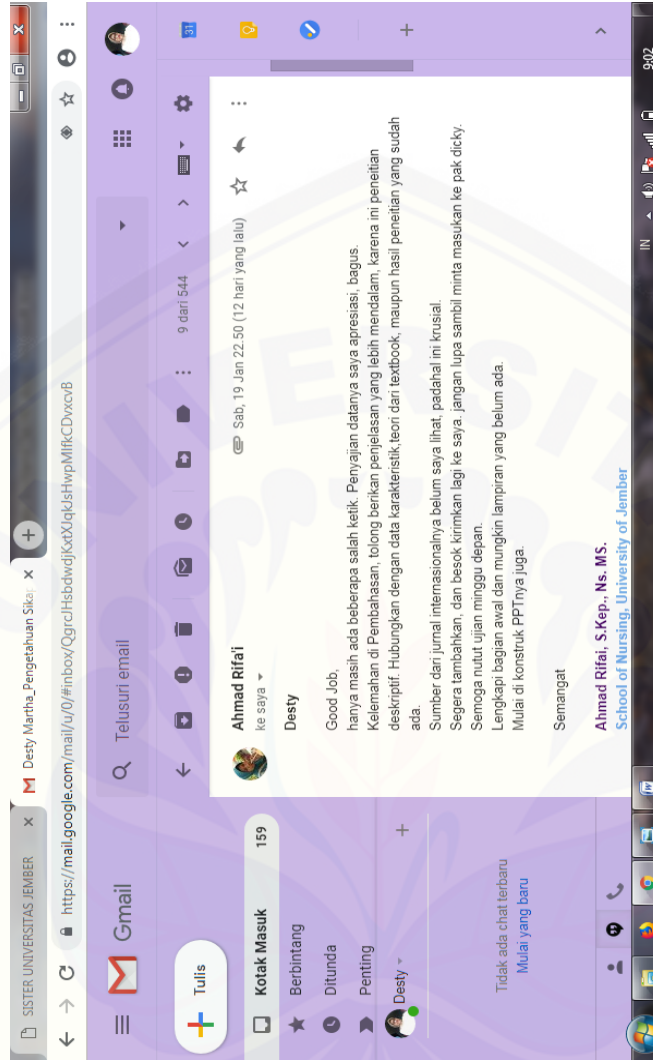 SISTER UNIVERSITAS JEMBER
Desty Martha_Pengetahuan Sikap
https://mail.google.com/mail/u/0/#inbox/QgrcJHsbdwdjKxtXJqkJsHwpMlfkCDvxcvB
Gmail
Telusuri email
Tulis
9 dari 544
Kotak Masuk 159
Berbintang
Ditunda
Penting
Desty
Tidak ada chat terbaru
Mulai yang baru
Ahmad Rifa'i
Sab, 19 Jan 22.50 (12 hari yang lalu)
ke saya
Desty
Good Job,
hanya masih ada beberapa salah ketik. Penyajian datanya saya apresiasi, bagus.
Kelemahan di Pembahasan, tolong berikan penjelasan yang lebih mendalam, karena ini peneitian
deskriptif. Hubungkan dengan data karakteristik,teori dari textbook, maupun hasil peneitian yang sudah
ada.
Sumber dari jurnal internasionalnya belum saya lihat, padahal ini krusial.
Segera tambahkan, dan besok kirimkan lagi ke saya. jangan lupa sambil minta masukan ke pak dicky.
Semoga nutut ujian minggu depan.
Lengkapi bagian awal dan mungkin lampiran yang belum ada.
Mulai di konstruk PPTnya juga.
Semangat
Ahmad Rifai, S.Kep., Ns. MS.
School of Nursing, University of Jember
31
IN
9:02